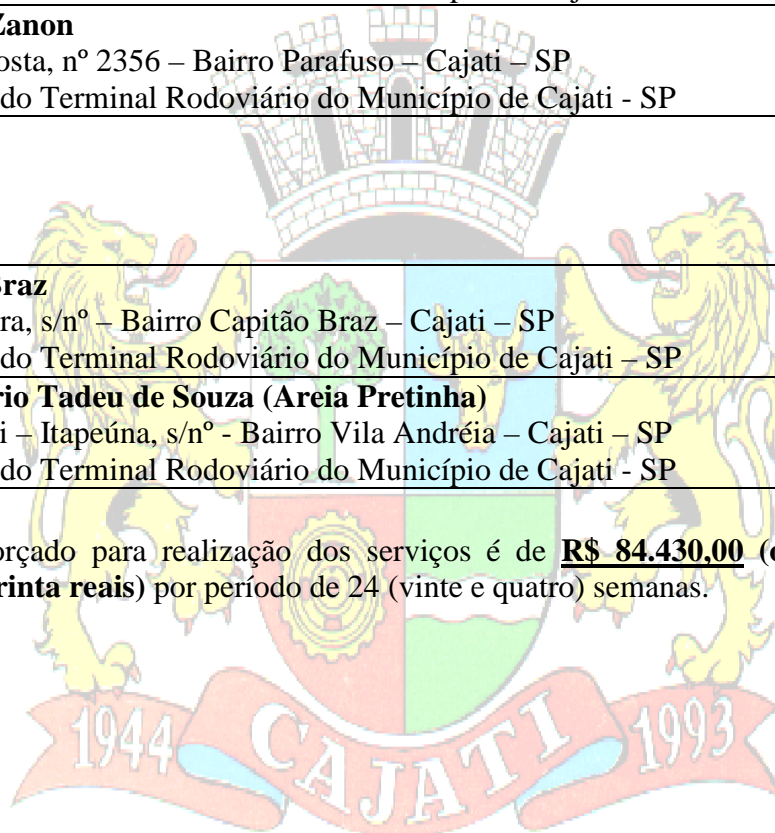 Zanon
osta, nº 2356 – Bairro Parafuso – Cajati – SP
do Terminal Rodoviário do Município de Cajati - SP
Braz
ra, s/nº – Bairro Capitão Braz – Cajati – SP
do Terminal Rodoviário do Município de Cajati – SP
rio Tadeu de Souza (Areia Pretinha)
i – Itapeúna, s/nº - Bairro Vila Andréia – Cajati – SP
do Terminal Rodoviário do Município de Cajati - SP
orçado para realização dos serviços é de R$ 84.430,00 (
rinta reais) por período de 24 (vinte e quatro) semanas.
1944 CAJATI 1993